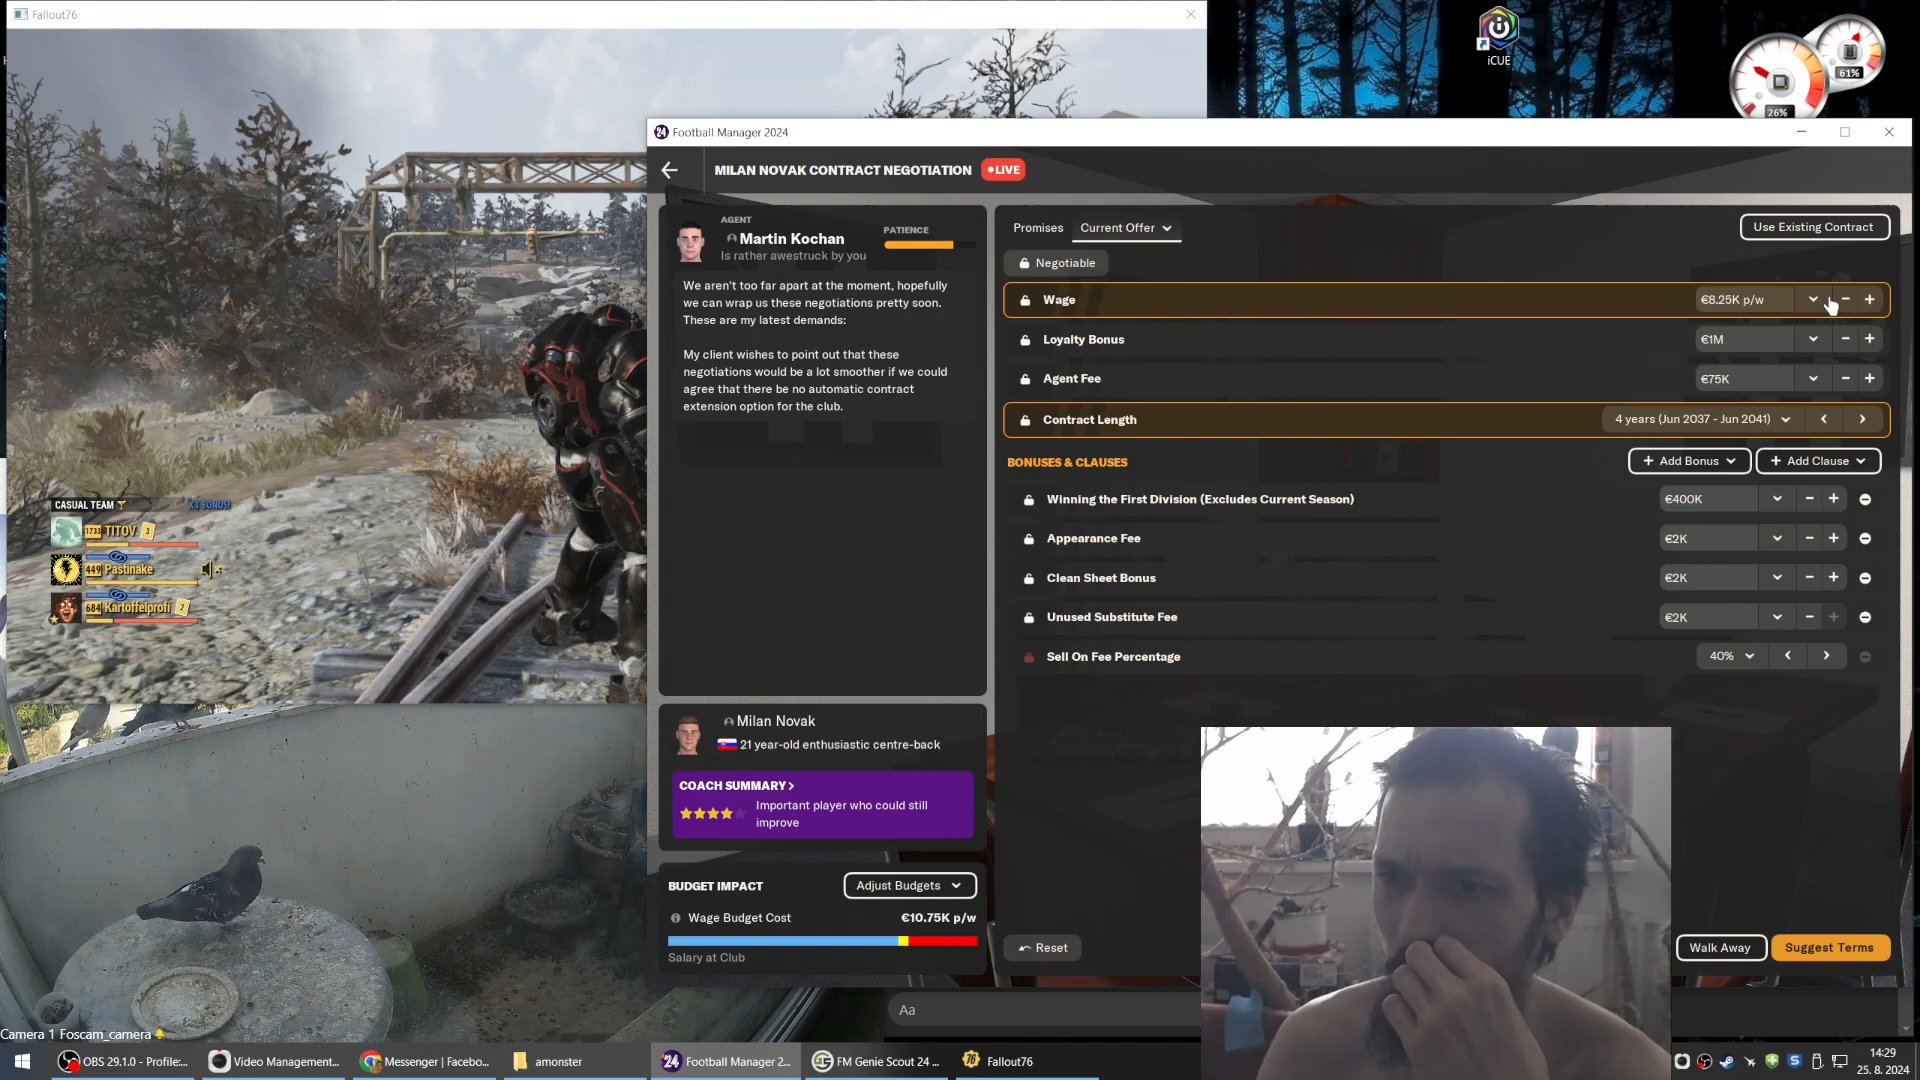 Fallout76
iCUE
61%
26%
Football Manager 2024
MILAN NOVAK CONTRACT NEGOTIATION
LIVE
AGENT
Martin Kochan
Is rather awestruck by you
PATIENCE
We aren't too far apart at the moment, hopefully
we can wrap us these negotiations pretty soon.
These are my latest demands:
My client wishes to point out that these
negotiations would be a lot smoother if we could
agree that there be no automatic contract
extension option for the club.
Promises
Current Offer
Use Existing Contract
Negotiable
Wage
€8.25K p/w
Loyalty Bonus
€1M
Agent Fee
€75K
Contract Length
4 years (Jun 2037 - Jun 2041)
BONUSES & CLAUSES
Add Bonus
Add Clause
Winning the First Division (Excludes Current Season)
€400K
Appearance Fee
€2K
Clean Sheet Bonus
€2K
Unused Substitute Fee
€2K
Sell On Fee Percentage
40%
CASUAL TEAM
X3 BONUS!
1733 TITOV 3
449 Pastinake
684 Kartoffelprofi 2
Milan Novak
21 year-old enthusiastic centre-back
COACH SUMMARY >
Important player who could still
improve
BUDGET IMPACT
Adjust Budgets
Wage Budget Cost
€10.75K p/w
Salary at Club
Reset
Walk Away
Suggest Terms
Aa
Camera 1 Foscam_camera
OBS 29.1.0 - Profile:...
Video Management...
Messenger | Facebo...
amonster
Football Manager 2...
FM Genie Scout 24 ...
Fallout76
14:29
25. 8. 2024